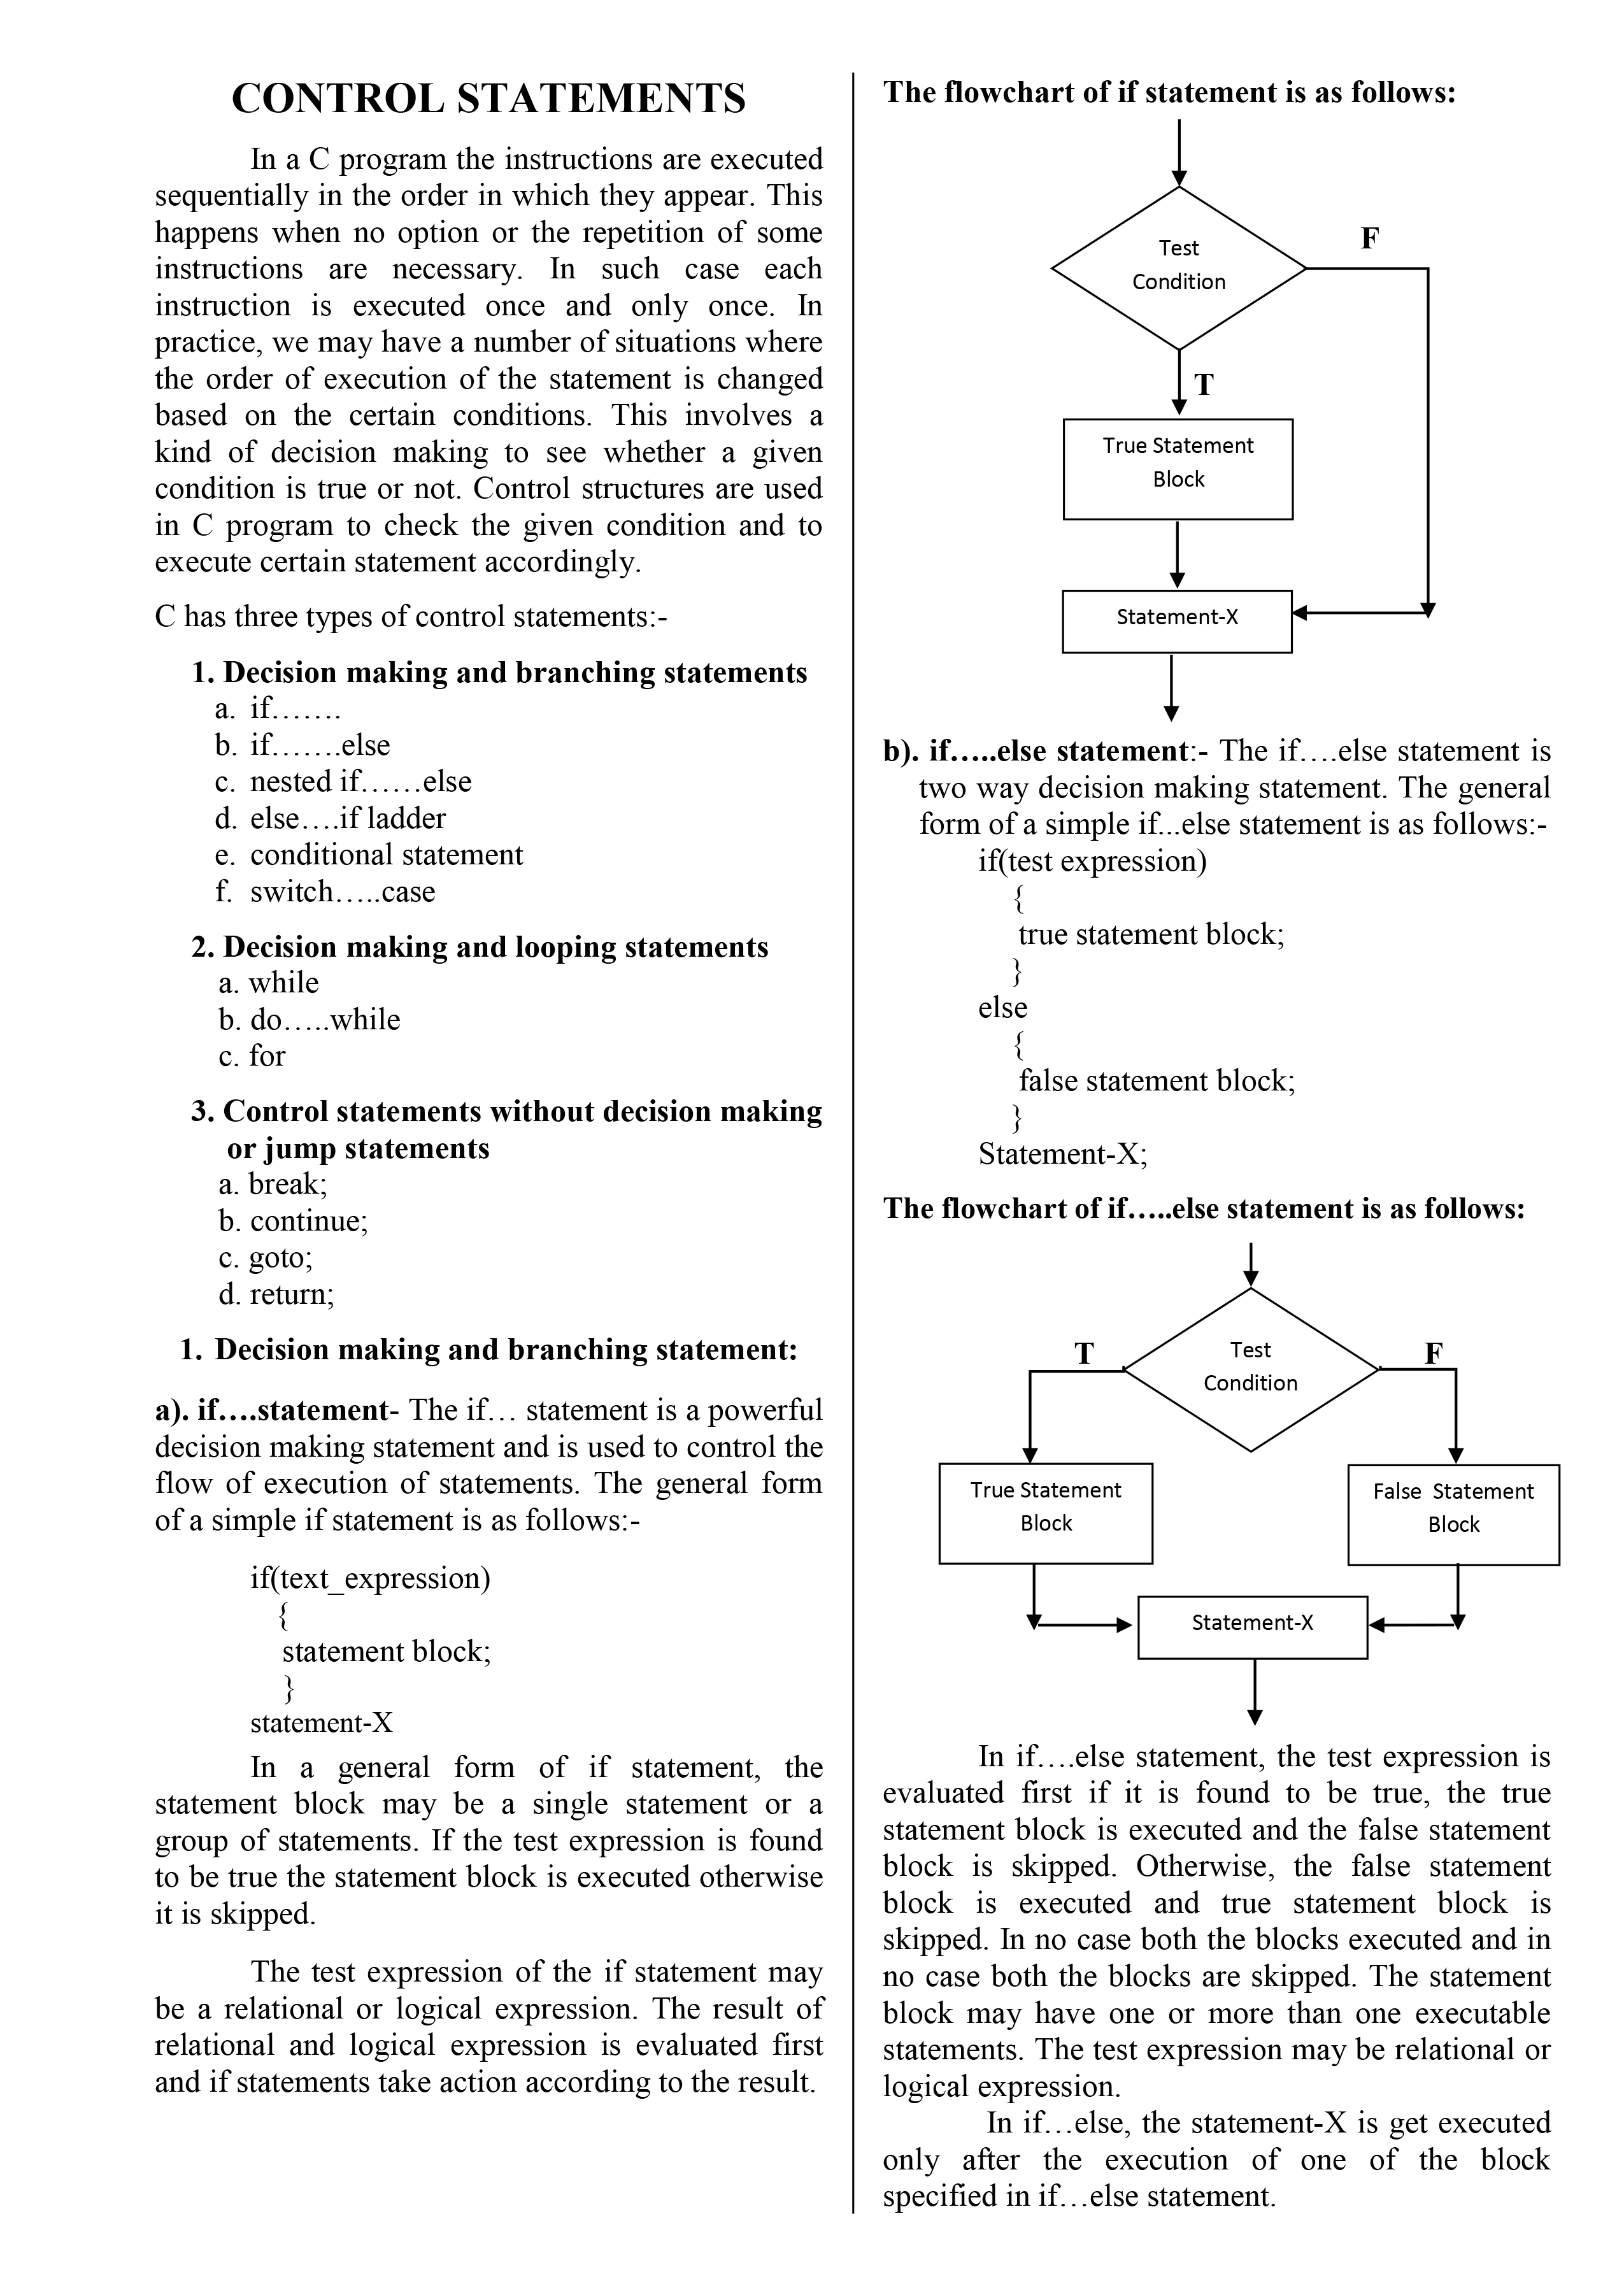 CONTROL STATEMENTS
In a C program the instructions are executed
sequentially in the order in which they appear. This
happens when no option or the repetition of some
instructions are necessary. In such case each
instruction is executed once and only once. In
practice, we may have a number of situations where
the order of execution of the statement is changed
based on the certain conditions. This involves a
kind of decision making to see whether a given
condition is true or not. Control structures are used
in C program to check the given condition and to
execute certain statement accordingly.
C has three types of control statements:-
1. Decision making and branching statements
a. if…….
b. if…….else
c. nested if……else
d. else….if ladder
e. conditional statement
f. switch…..case
2. Decision making and looping statements
a. while
b. do…..while
c. for
3. Control statements without decision making
or jump statements
a. break;
b. continue;
c. goto;
d. return;
1. Decision making and branching statement:
a). if….statement- The if… statement is a powerful
decision making statement and is used to control the
flow of execution of statements. The general form
of a simple if statement is as follows:-
if(text_expression)
{
statement block;
}
statement-X
In a general form of if statement, the
statement block may be a single statement or a
group of statements. If the test expression is found
to be true the statement block is executed otherwise
it is skipped.
The test expression of the if statement may
be a relational or logical expression. The result of
relational and logical expression is evaluated first
and if statements take action according to the result.
The flowchart of if statement is as follows:
Test
Condition
F
T
True Statement
Block
Statement-X
b). if…..else statement:- The if….else statement is
two way decision making statement. The general
form of a simple if...else statement is as follows:-
if(test expression)
{
true statement block;
}
else
{
false statement block;
}
Statement-X;
The flowchart of if…..else statement is as follows:
T
Test
Condition
F
True Statement
Block
False Statement
Block
Statement-X
In if….else statement, the test expression is
evaluated first if it is found to be true, the true
statement block is executed and the false statement
block is skipped. Otherwise, the false statement
block is executed and true statement block is
skipped. In no case both the blocks executed and in
no case both the blocks are skipped. The statement
block may have one or more than one executable
statements. The test expression may be relational or
logical expression.
In if…else, the statement-X is get executed
only after the execution of one of the block
specified in if…else statement.